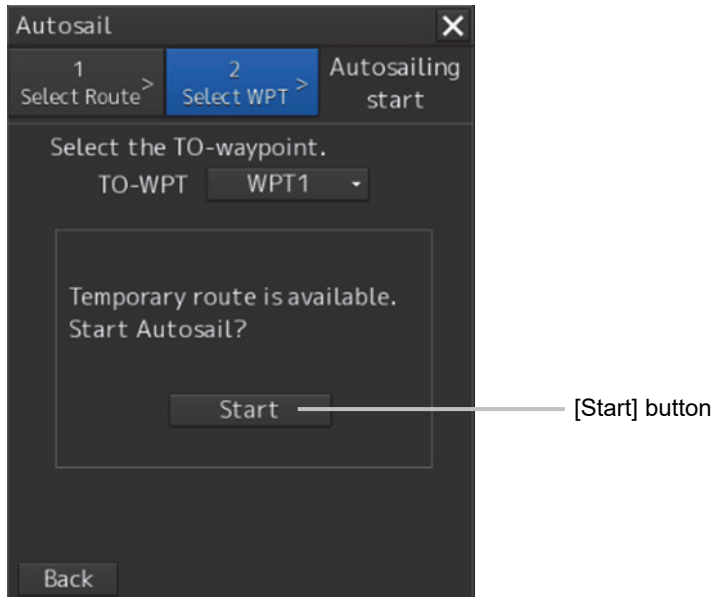 Autosail
1
Select Route >
2
Select WPT >
Autosailing
start
Select the TO-waypoint.
TO-WPT WPT1
Temporary route is available.
Start Autosail?
Start
[Start] button
Back